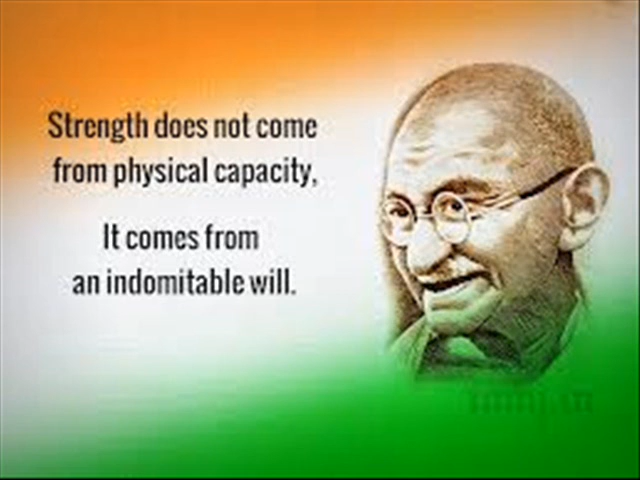 Strength does not come
from physical capacity,
It comes from
an indomitable will.